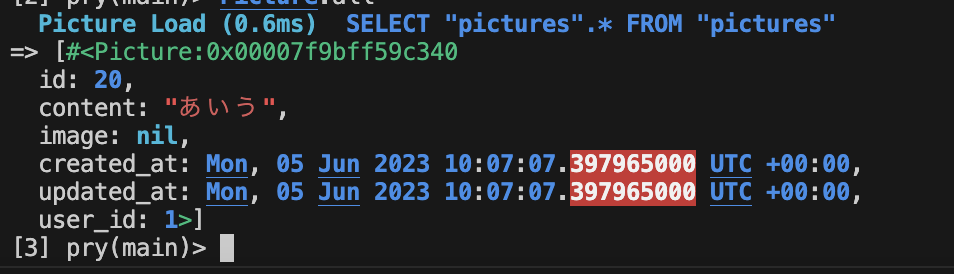 [2] pry(main)> Picture.all
Picture Load (0.6ms)  SELECT "pictures".* FROM "pictures"
=> [#<Picture:0x00007f9bff59c340
id: 20,
content: "あいう",
image: nil,
created_at: Mon, 05 Jun 2023 10:07:07.397965000 UTC +00:00,
updated_at: Mon, 05 Jun 2023 10:07:07.397965000 UTC +00:00,
user_id: 1>]
[3] pry(main)>